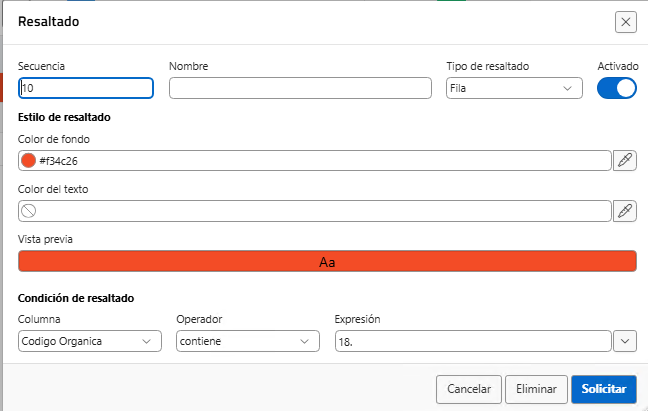 Resaltado
Secuencia Nombre Tipo de resaltado Activado
10 Fila
Estilo de resaltado
Color de fondo
#f34c26
Color del texto
Vista previa
Aa
Condición de resaltado
Columna Operador Expresión
Codigo Organica contiene 18.
Cancelar Eliminar Solicitar